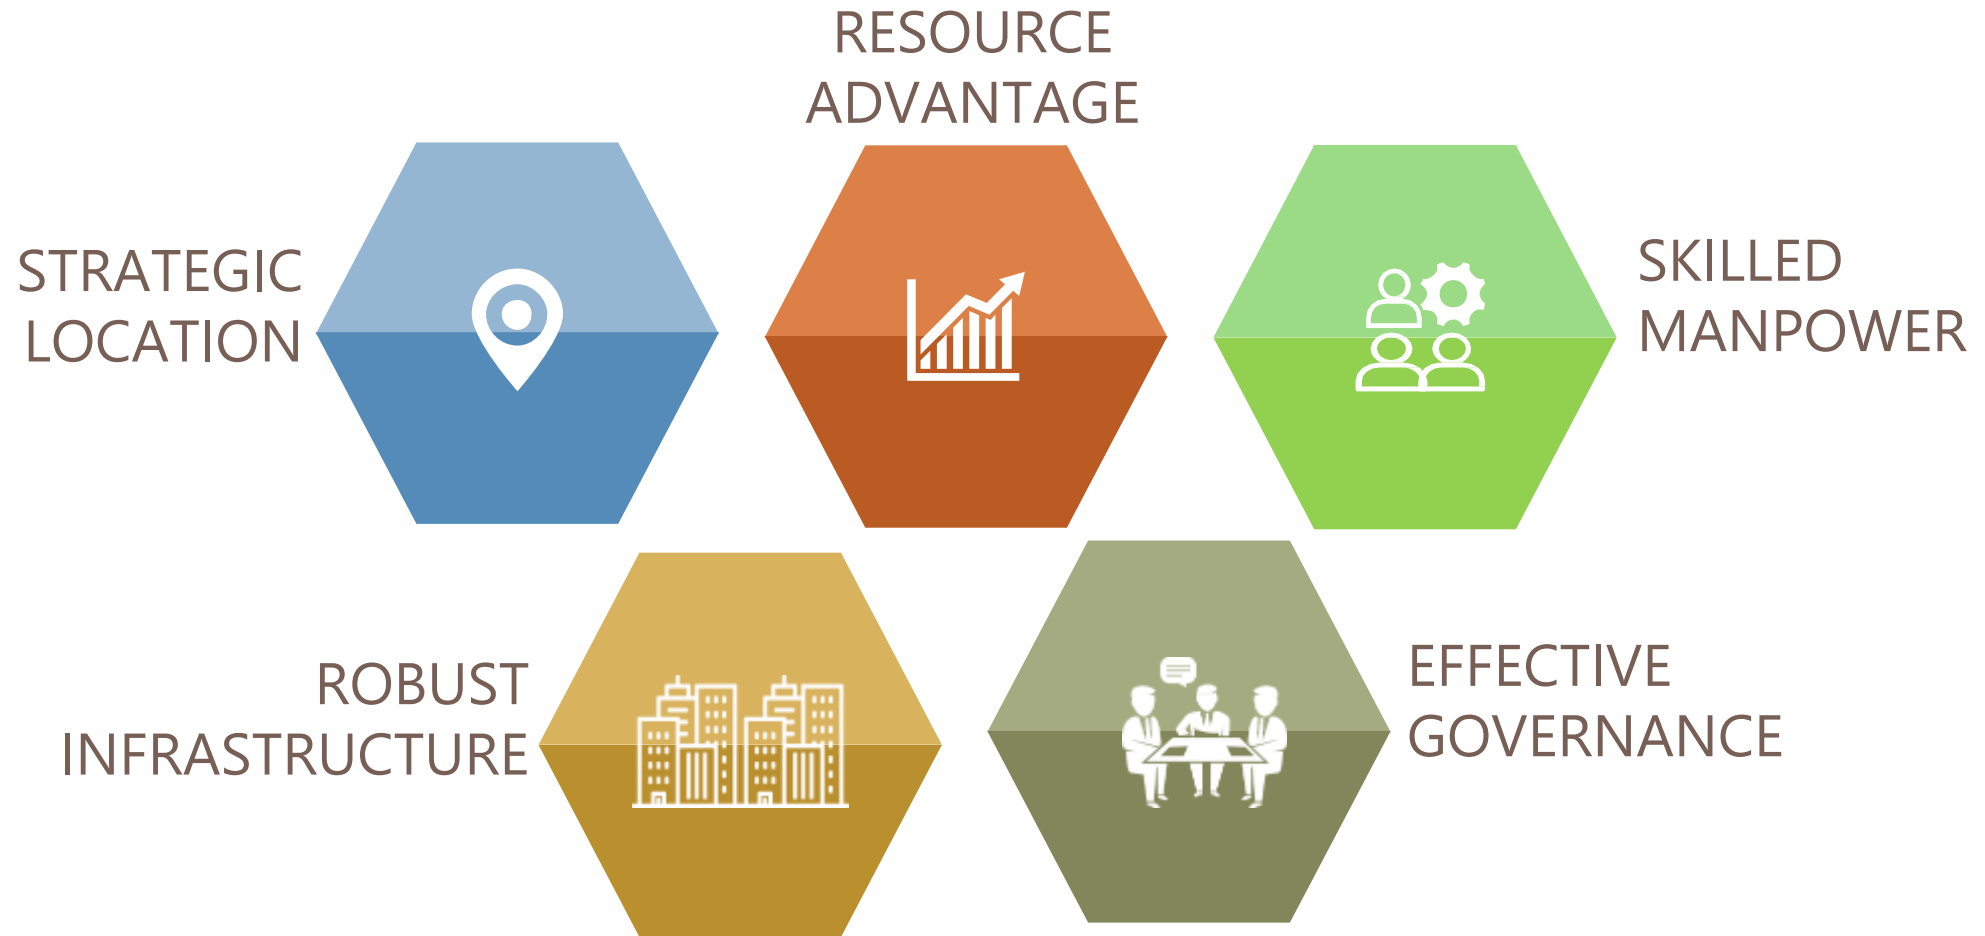 RESOURCE
ADVANTAGE
STRATEGIC
LOCATION
SKILLED
MANPOWER
ROBUST
INFRASTRUCTURE
EFFECTIVE
GOVERNANCE